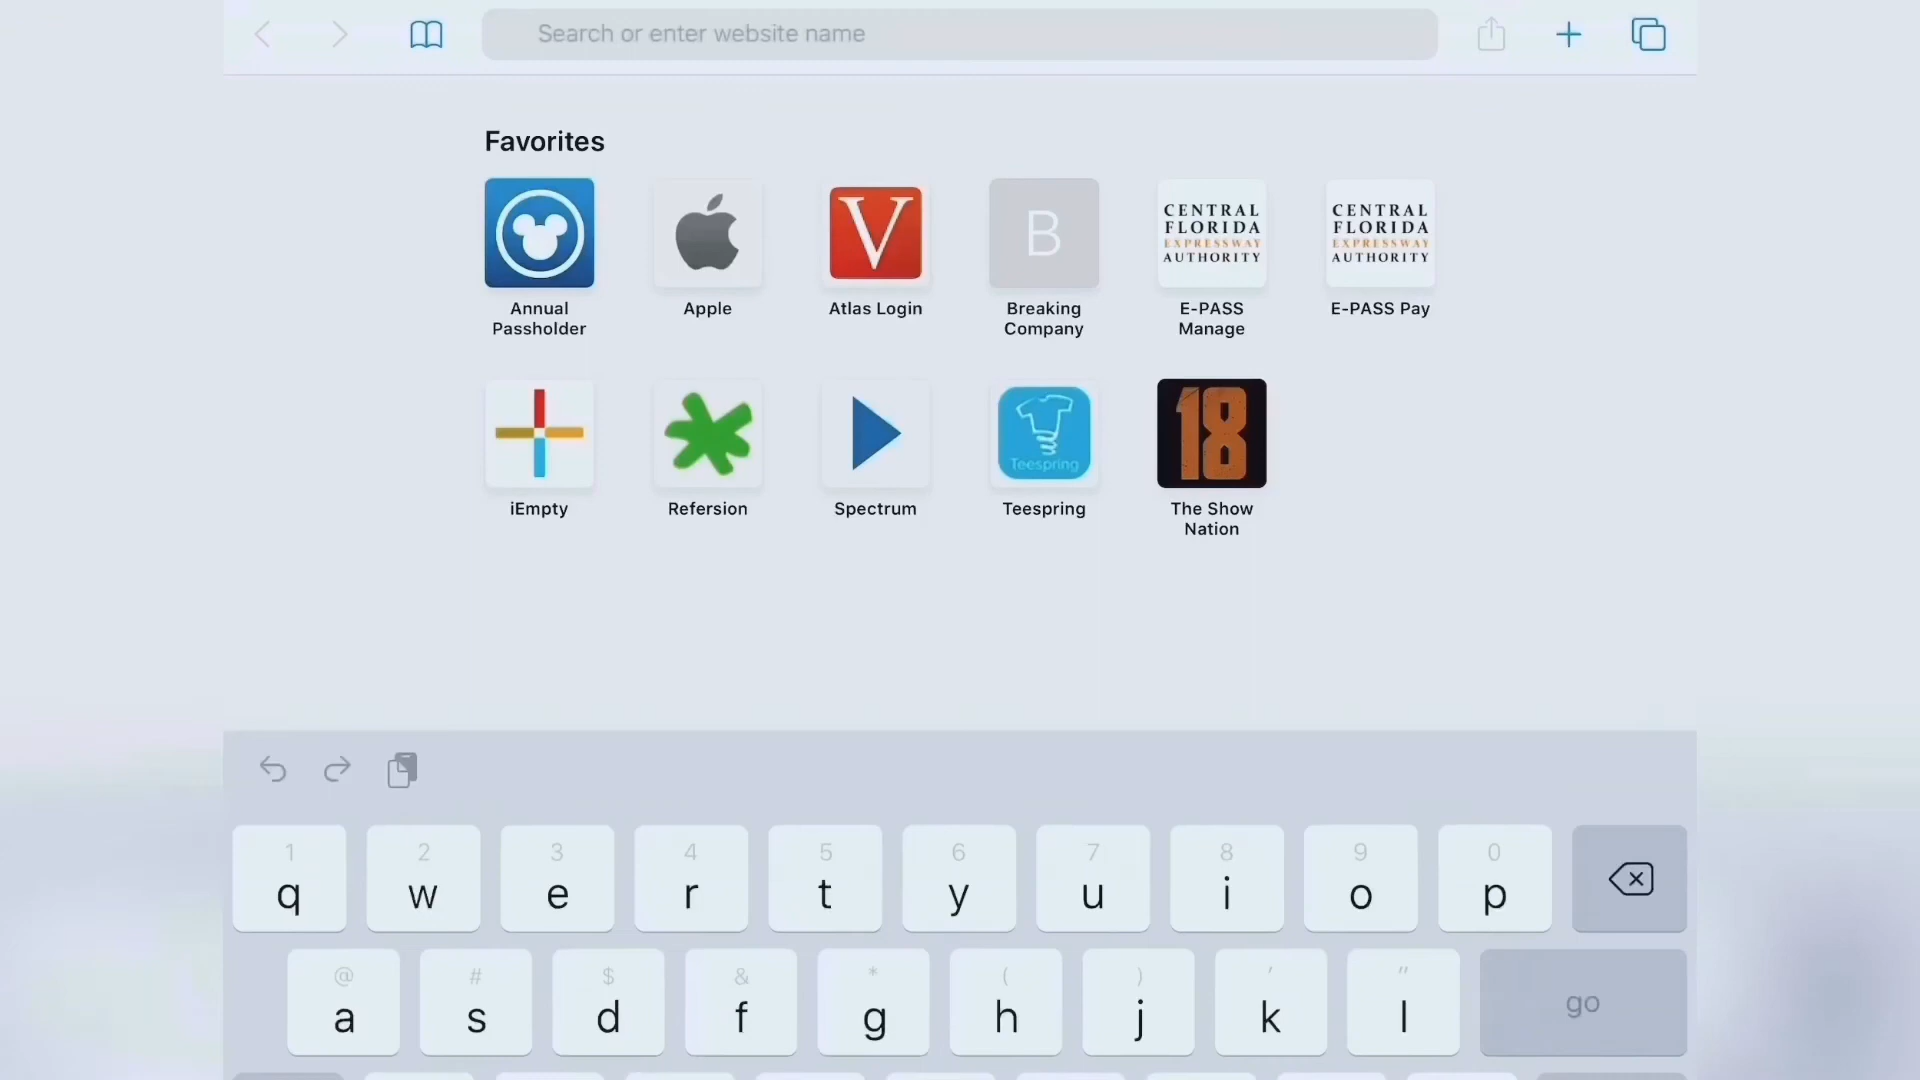 Search or enter website name
Favorites
CENTRAL
FLORIDA
EXPRESSWAY
AUTHORITY
CENTRAL
FLORIDA
EXPRESSWAY
AUTHORITY
V
B
Annual
Passholder
Apple
Atlas Login
Breaking
Company
E-PASS
Manage
E-PASS Pay
Teespring
18
iEmpty
Refersion
Spectrum
Teespring
The Show
Nation
1 2 3 4 5 6 7 8 9 0
q w e r t y u i o p
@ # $ & * ( ) ' "
a s d f g h j k l go